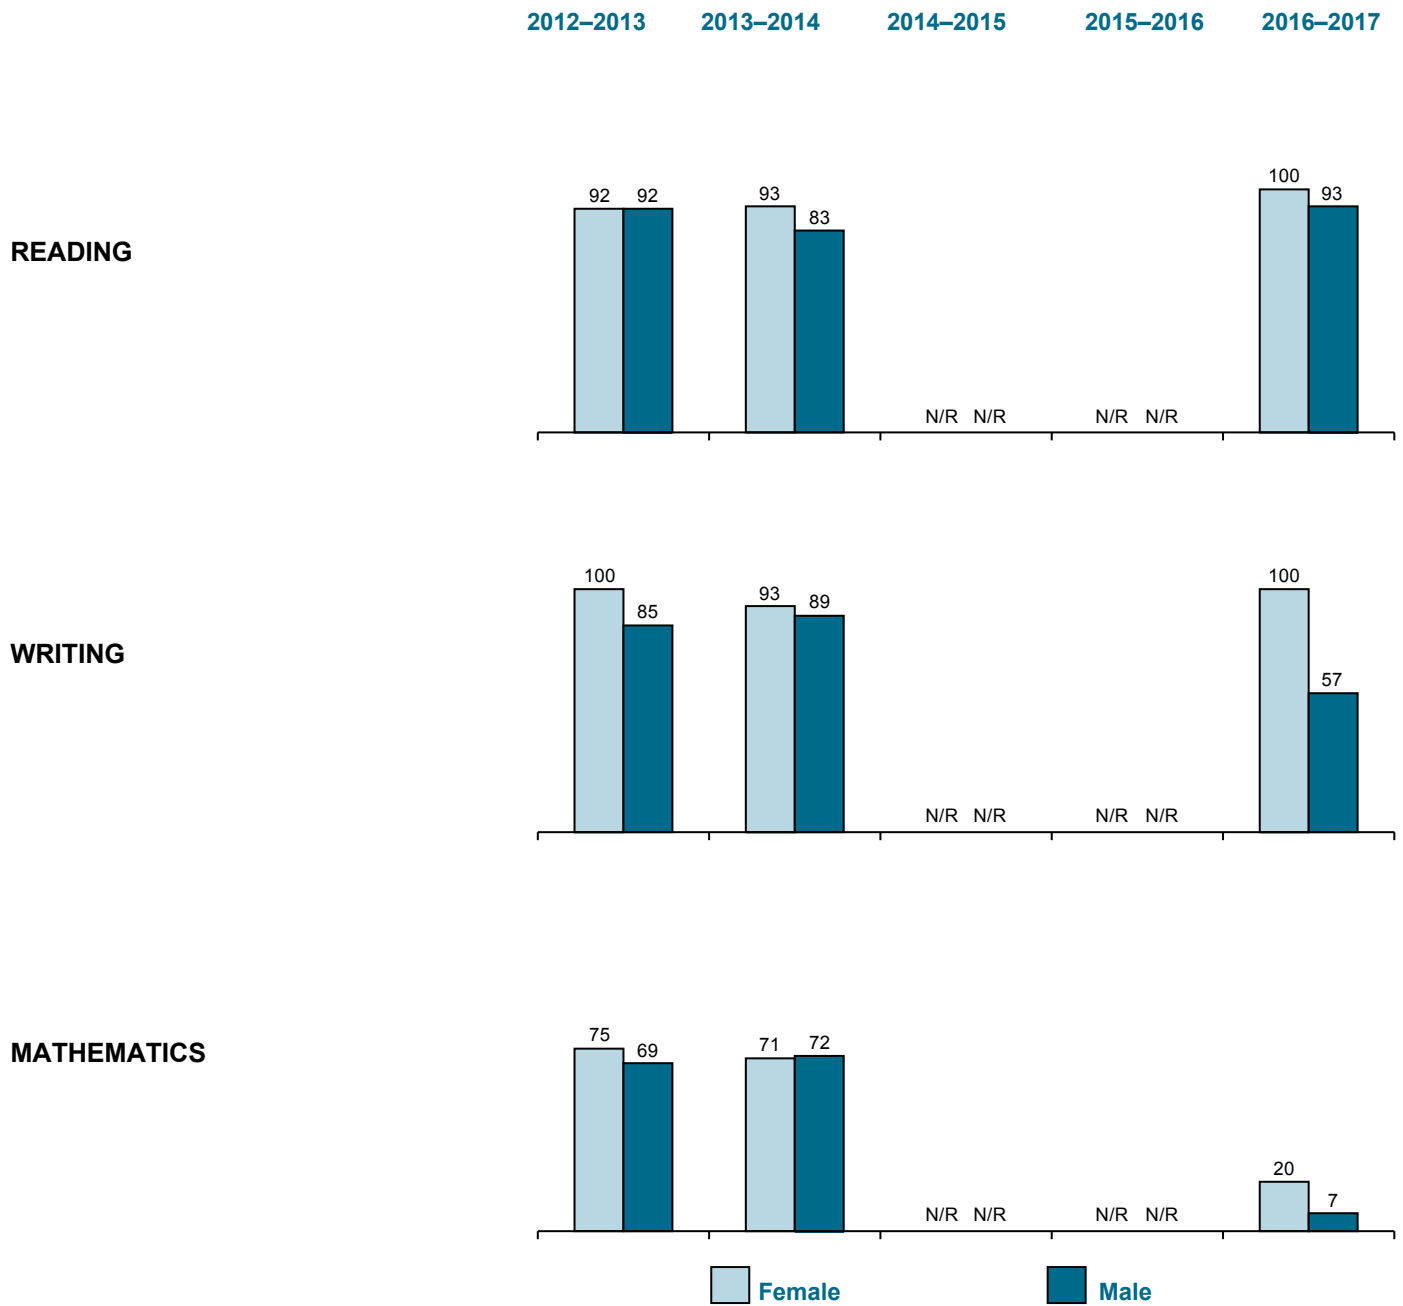 2012–2013 2013–2014 2014–2015 2015–2016 2016–2017
READING
92 92 93 83 N/R N/R N/R N/R 100 93
WRITING
100 85 93 89 N/R N/R N/R N/R 100 57
MATHEMATICS
75 69 71 72 N/R N/R N/R N/R 20 7
Female Male